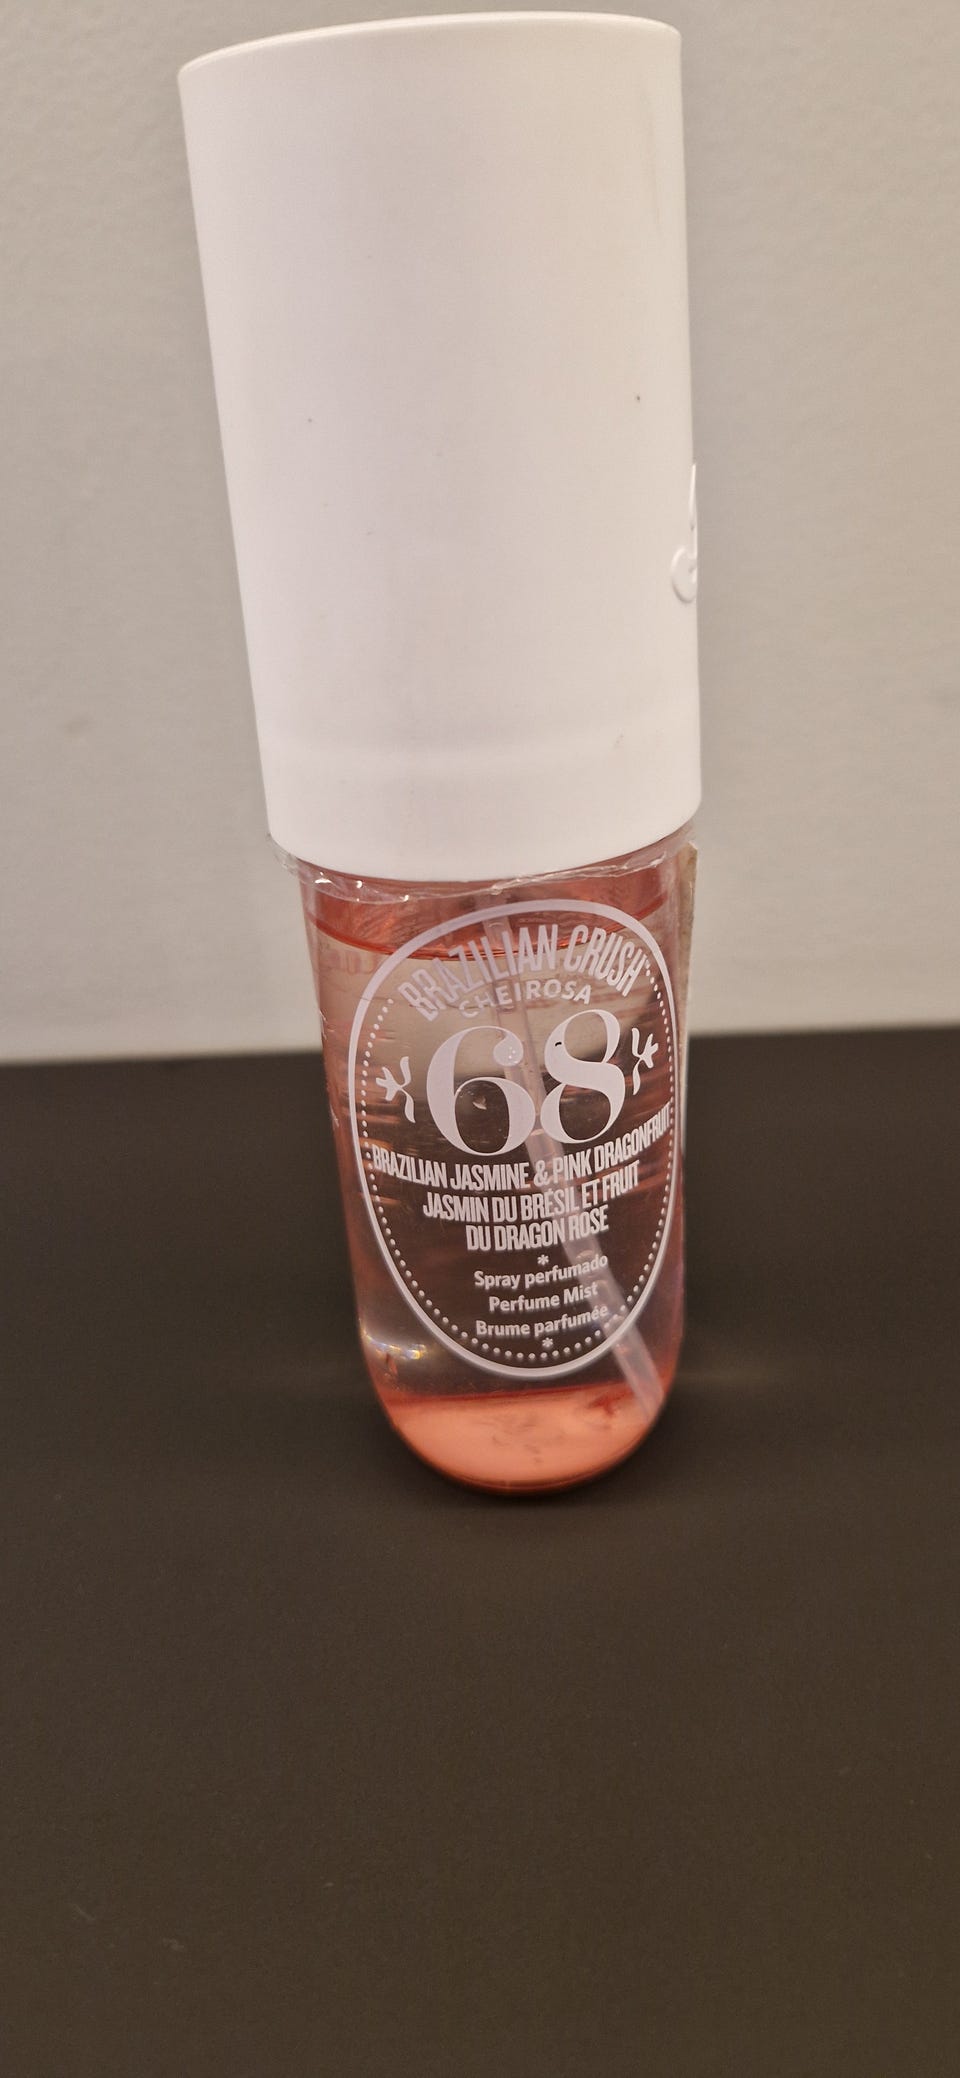 BRAZILIAN CRUSH™
CHEIROSA
68
BRAZILIAN JASMINE & PINK DRAGONFRUIT
JASMIN DU BRÉSIL ET FRUIT
DU DRAGON ROSE
*
Spray perfumado
Perfume Mist
Brume parfumée
*